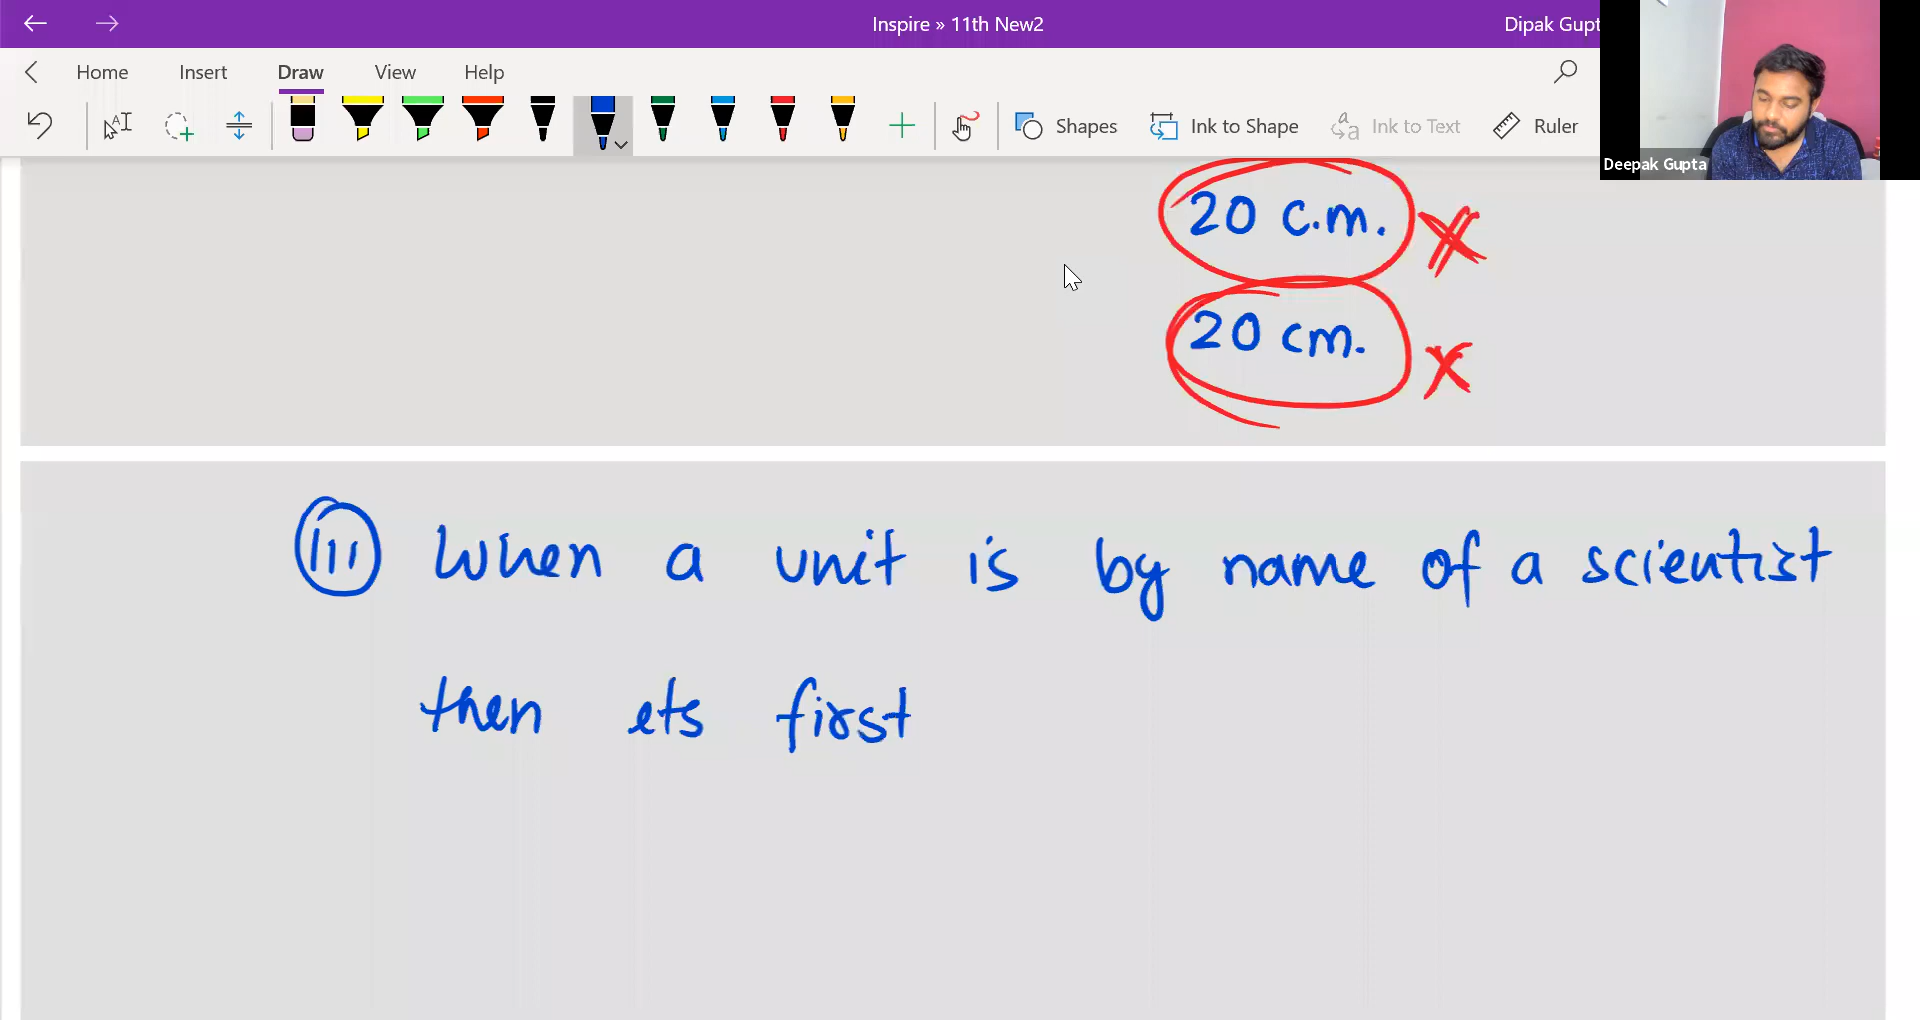 Inspire » 11th New2
Dipak Gupt
Home Insert Draw View Help
Shapes Ink to Shape Ink to Text Ruler
Deepak Gupta
20 c.m.
20 cm.
iii When a unit is by name of a scientist
then its first